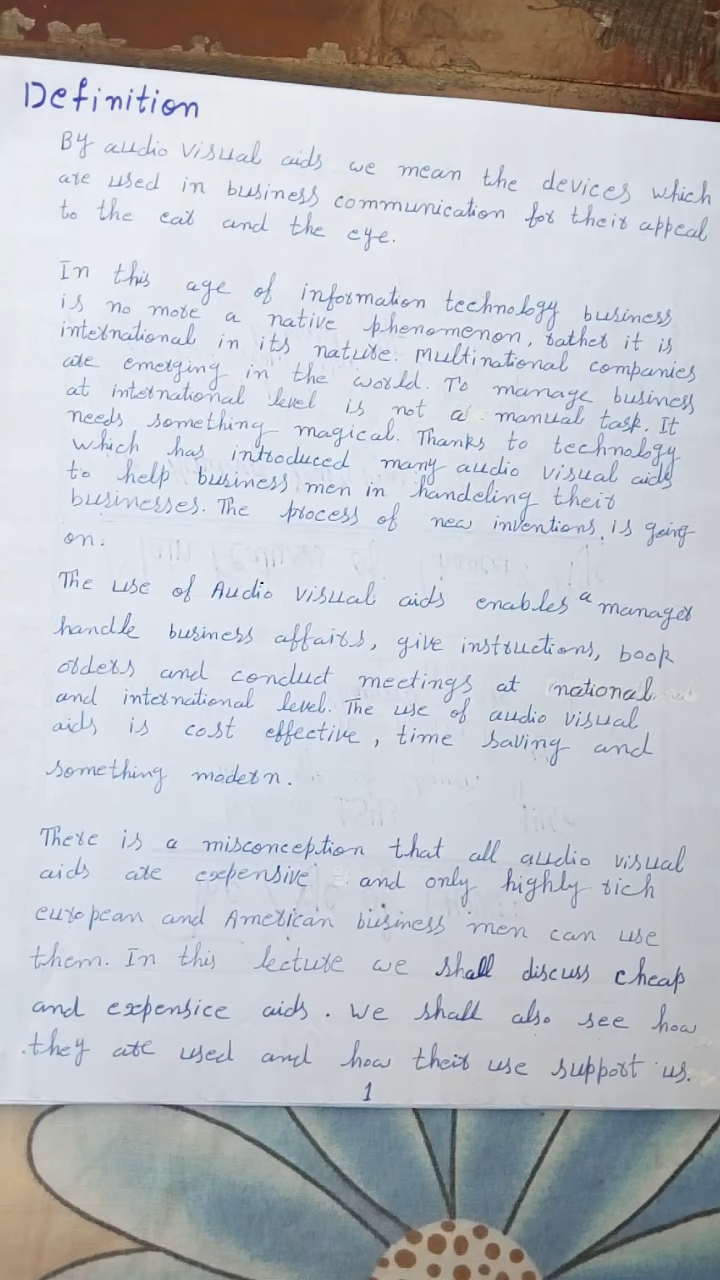 Definition
By audio visual aids we mean the devices which
are used in business communication for their appeal
to the ear and the eye.
In this age of information technology business
is no more a native phenomenon, rather it is
international in its nature. Multinational companies
are emerging in the world. To manage business
at international level is not a manual task. It
needs something magical. Thanks to technology
which has introduced many audio visual aids
to help business men in handeling their
businesses. The process of new inventions is going
on.
The use of Audio visual aids enables a manager
handle business affairs, give instructions, book
orders and conduct meetings at national
and international level. The use of audio visual
aids is cost effective, time saving and
something madern.
There is a misconception that all audio visual
aids are expensive and only highly rich
european and American business men can use
them. In this lecture we shall discuss cheap
and expensice aids. We shall also see how
they are used and how their use support us.
1